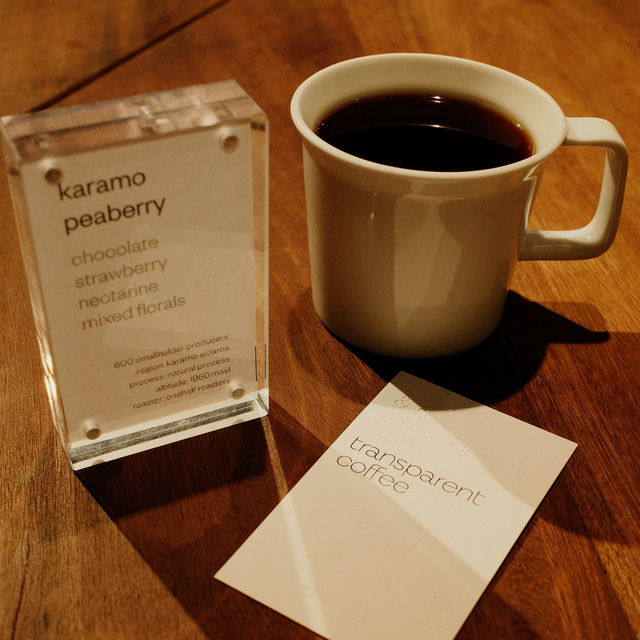 karamo
peaberry
chocolate
strawberry
nectarine
mixed florals
600 smallholder producers
region: karamo sidama
process: natural process
altitude: 1950 masl
roaster: onehalf roasters
transparent
coffee